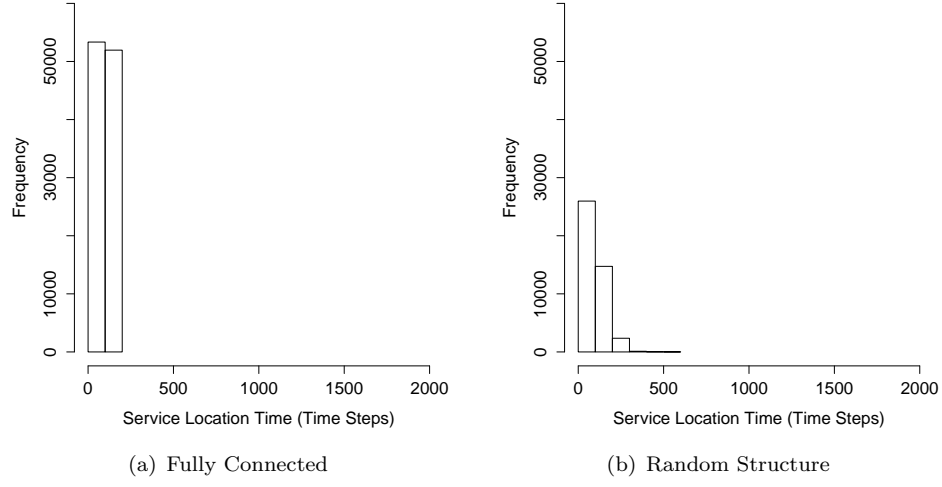 Frequency
50000
30000
10000
0
0 500 1000 1500 2000
Service Location Time (Time Steps)
(a) Fully Connected
Frequency
50000
30000
10000
0
0 500 1000 1500 2000
Service Location Time (Time Steps)
(b) Random Structure